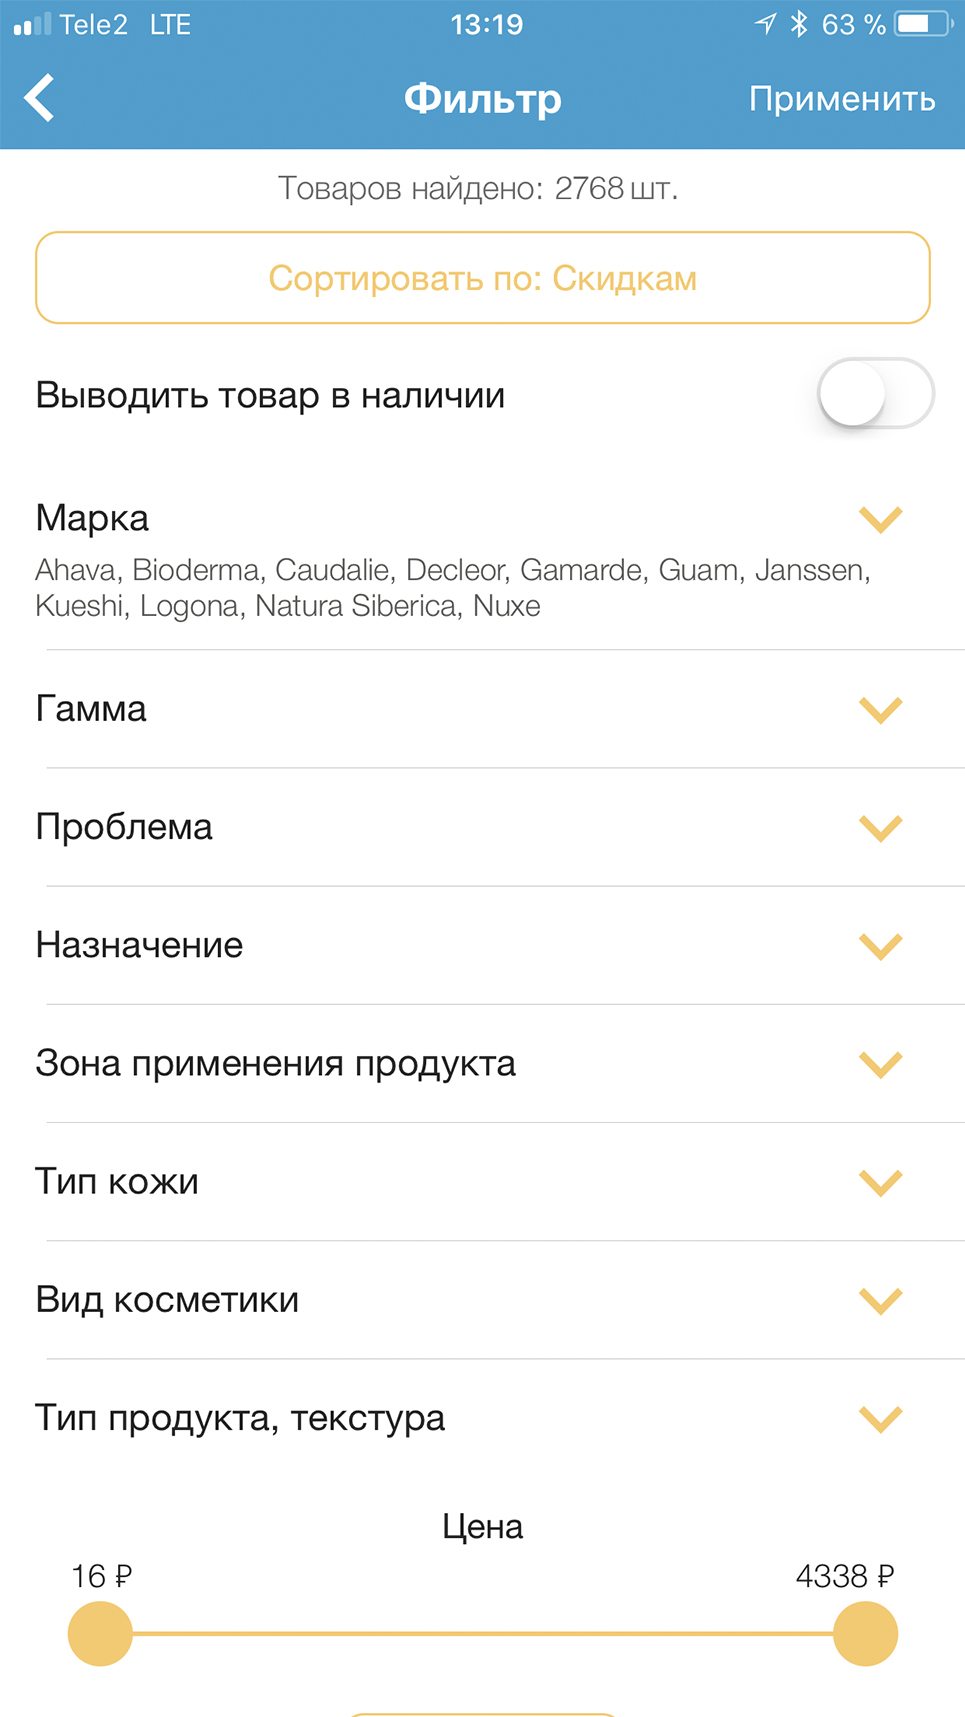 Tele2 LTE 13:19 63 %
Фильтр Применить
Товаров найдено: 2768 шт.
Сортировать по: Скидкам
Выводить товар в наличии
Марка
Ahava, Bioderma, Caudalie, Decleor, Gamarde, Guam, Janssen,
Kueshi, Logona, Natura Siberica, Nuxe
Гамма
Проблема
Назначение
Зона применения продукта
Тип кожи
Вид косметики
Тип продукта, текстура
Цена
16 ₽ 4338 ₽